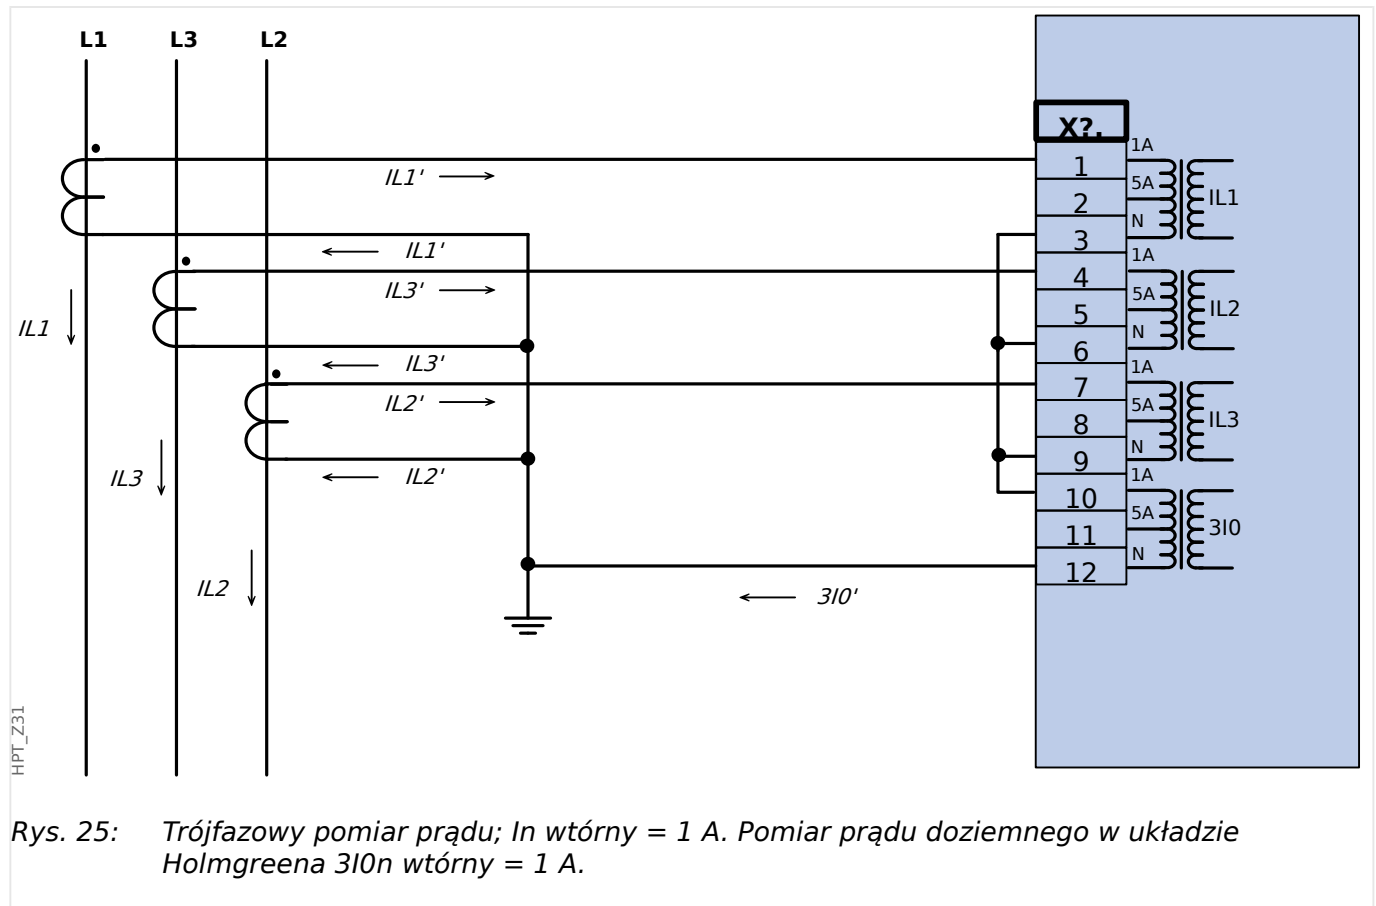 L1 L3 L2
X?.
1A
IL1' 1
5A
2 IL1
N
IL1' 3
1A
4
IL3' 5A
IL1 5 IL2
N
IL3' 6
1A
7
IL2' 5A
8 IL3
N
IL3 IL2' 9
1A
10
5A
11 3I0
N
12
IL2 3I0'
HPT_Z31
Rys. 25: Trójfazowy pomiar prądu; In wtórny = 1 A. Pomiar prądu doziemnego w układzie
Holmgreena 3I0n wtórny = 1 A.